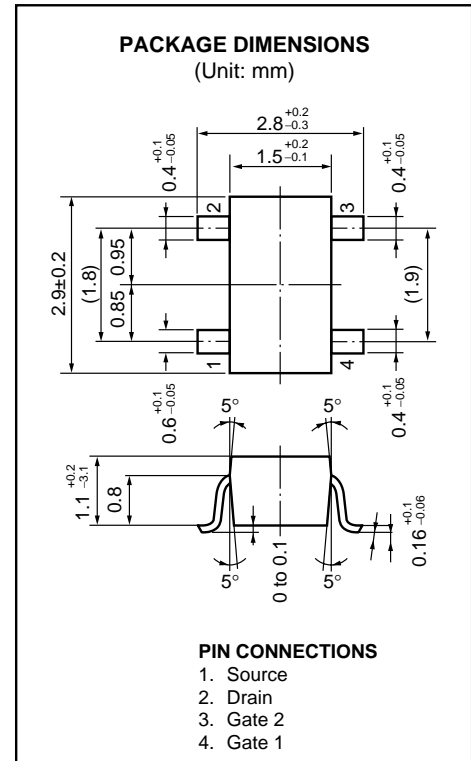 PACKAGE DIMENSIONS
(Unit: mm)
2.8 +0.2 −0.3
1.5 +0.2 −0.1
0.4 +0.1 −0.05
0.4 +0.1 −0.05
2
3
2.9±0.2
(1.8)
0.95
0.85
(1.9)
1
4
0.6 +0.1 −0.05
0.4 +0.1 −0.05
5°
5°
1.1 +0.2 −3.1
0.8
0 to 0.1
0.16 +0.1 −0.06
5°
5°
PIN CONNECTIONS
1. Source
2. Drain
3. Gate 2
4. Gate 1